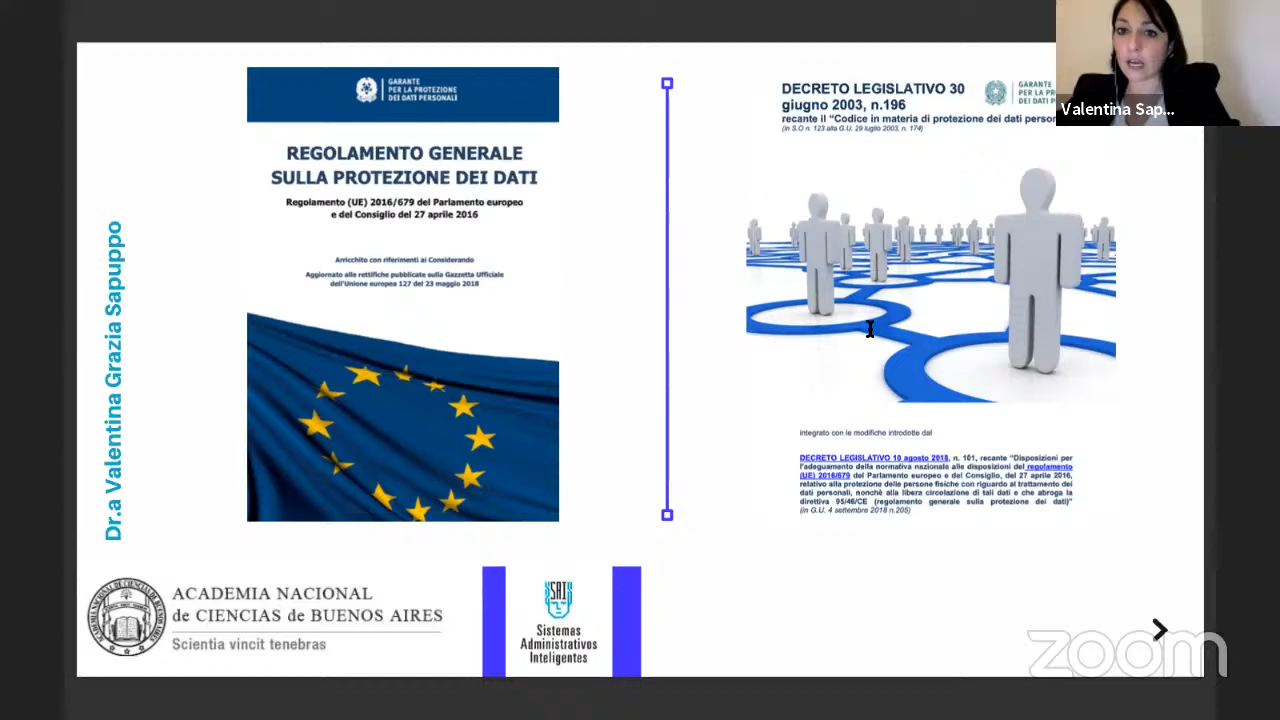 Dr.a Valentina Grazia Sapuppo
GARANTE
PER LA PROTEZIONE
DEI DATI PERSONALI
REGOLAMENTO GENERALE
SULLA PROTEZIONE DEI DATI
Regolamento (UE) 2016/679 del Parlamento europeo
e del Consiglio del 27 aprile 2016
Arricchito con riferimenti ai Considerando
Aggiornato alle rettifiche pubblicate sulla Gazzetta Ufficiale
dell'Unione europea 127 del 23 maggio 2018
DECRETO LEGISLATIVO 30
giugno 2003, n.196
recante il “Codice in materia di protezione dei dati person
(in S.O n. 123 alla G.U. 29 luglio 2003, n. 174)
GARANTE
PER LA P
DEI DATI P
Valentina Sap...
integrato con le modifiche introdotte dal
DECRETO LEGISLATIVO 10 agosto 2018, n. 101, recante “Disposizioni per
l'adeguamento della normativa nazionale alle disposizioni del regolamento
(UE) 2016/679 del Parlamento europeo e del Consiglio, del 27 aprile 2016,
relativo alla protezione delle persone fisiche con riguardo al trattamento dei
dati personali, nonchè alla libera circolazione di tali dati e che abroga la
direttiva 95/46/CE (regolamento generale sulla protezione dei dati)”
(in G.U. 4 settembre 2018 n.205)
ACADEMIA NACIONAL
de CIENCIAS de BUENOS AIRES
Scientia vincit tenebras
SAI
Sistemas
Administrativos
Inteligentes
zoom